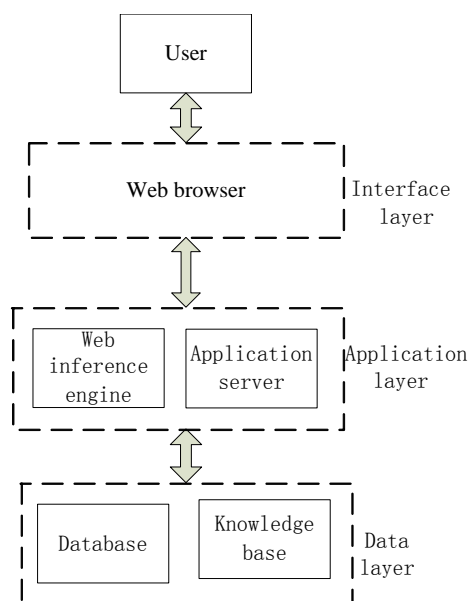 User
Web browser
Interface
layer
Web
inference
engine
Application
server
Application
layer
Database
Knowledge
base
Data
layer